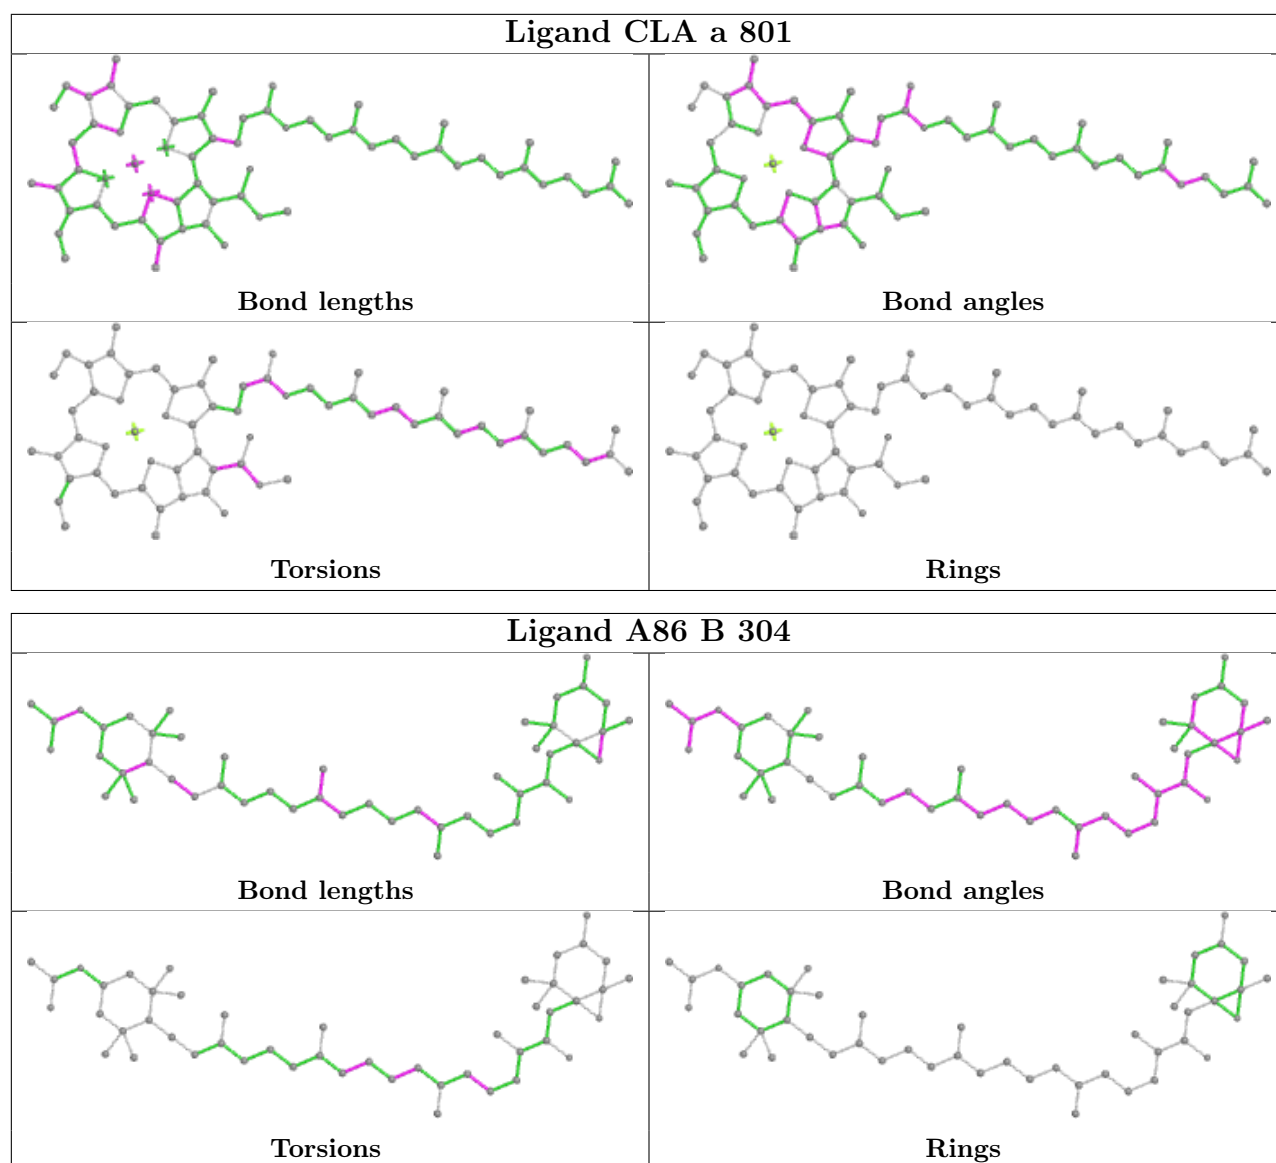 Ligand CLA a 801
Bond lengths
Bond angles
Torsions
Rings
Ligand A86 B 304
Bond lengths
Bond angles
Torsions
Rings